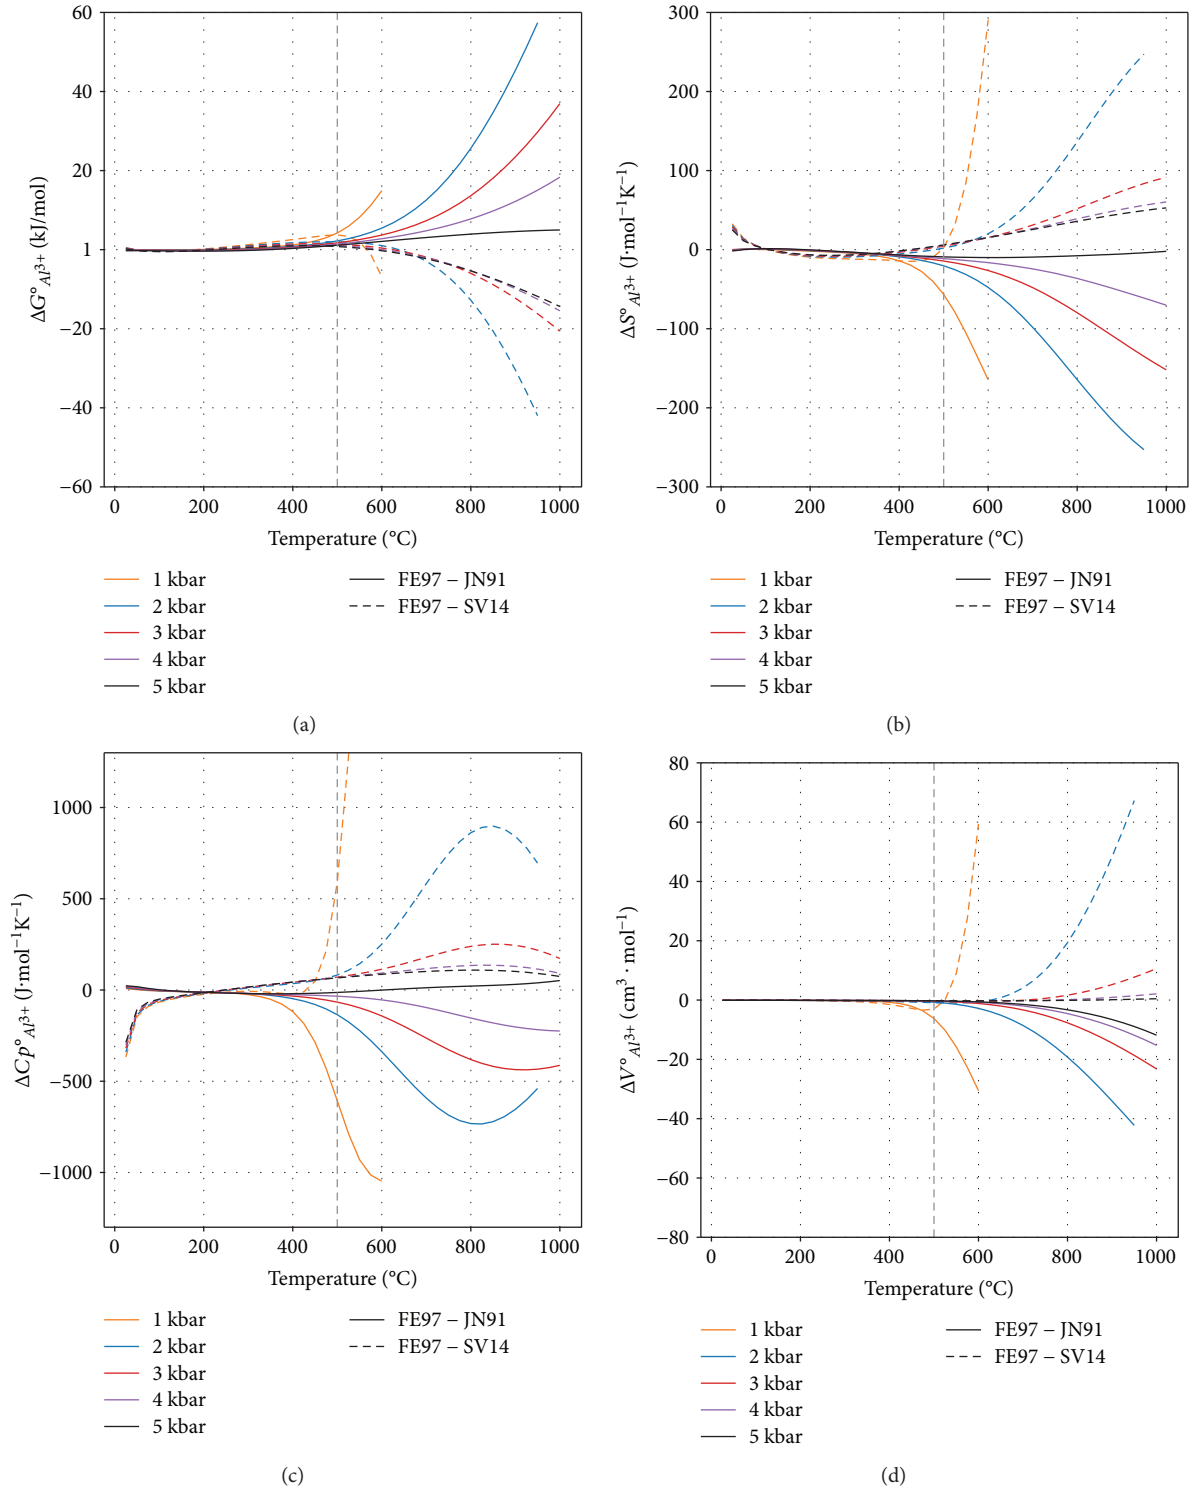 60
40
20
1
−20
−40
−60
ΔG°Al3+ (kJ/mol)
0 200 400 600 800 1000
Temperature (°C)
1 kbar
2 kbar
3 kbar
4 kbar
5 kbar
FE97 – JN91
FE97 – SV14
(a)
300
200
100
0
−100
−200
−300
ΔS°Al3+ (J·mol−1K−1)
0 200 400 600 800 1000
Temperature (°C)
1 kbar
2 kbar
3 kbar
4 kbar
5 kbar
FE97 – JN91
FE97 – SV14
(b)
1000
500
0
−500
−1000
ΔCp°Al3+ (J·mol−1K−1)
0 200 400 600 800 1000
Temperature (°C)
1 kbar
2 kbar
3 kbar
4 kbar
5 kbar
FE97 – JN91
FE97 – SV14
(c)
80
60
40
20
0
−20
−40
−60
−80
ΔV°Al3+ (cm3 · mol−1)
0 200 400 600 800 1000
Temperature (°C)
1 kbar
2 kbar
3 kbar
4 kbar
5 kbar
FE97 – JN91
FE97 – SV14
(d)